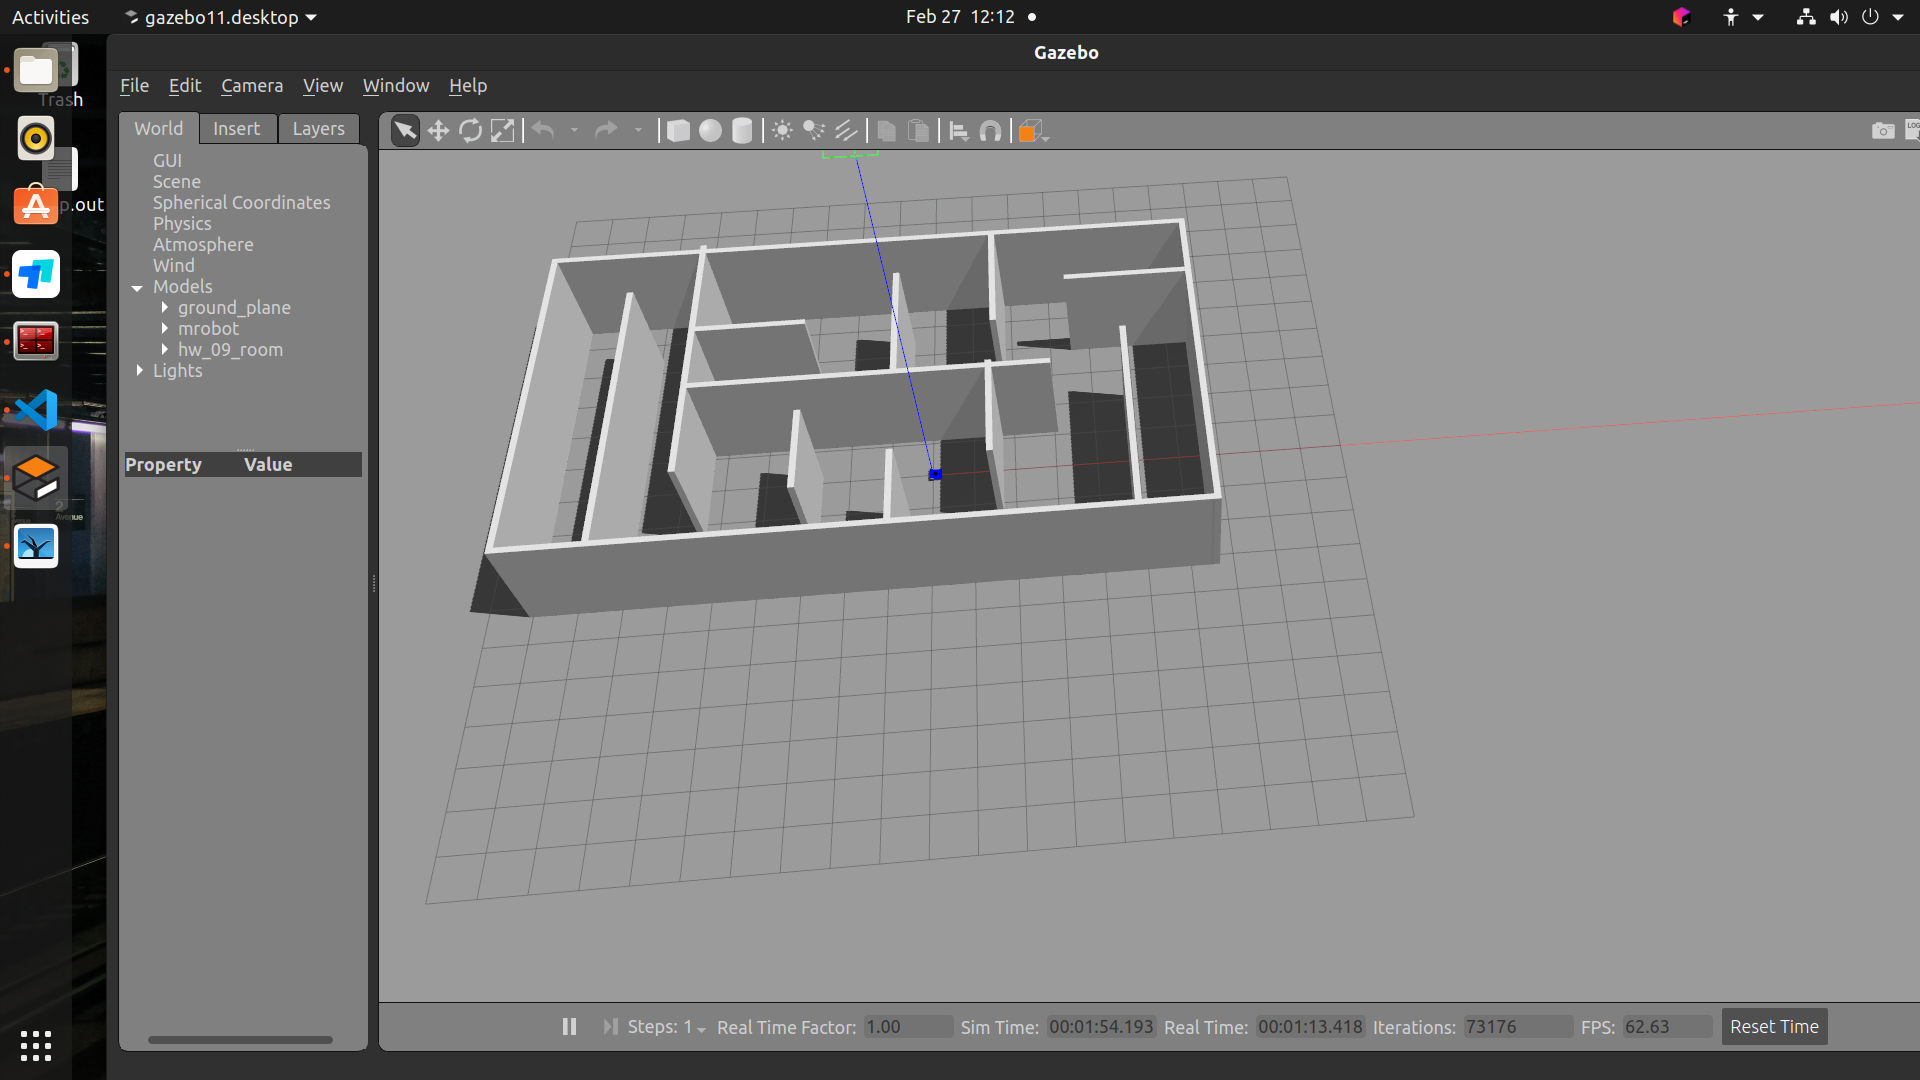 Activities
gazebo11.desktop
Feb 27 12:12
Gazebo
File Edit Camera View Window Help
Trash
p.out
World Insert Layers
GUI
Scene
Spherical Coordinates
Physics
Atmosphere
Wind
Models
ground_plane
mrobot
hw_09_room
Lights
Property Value
LOG
Steps: 1 Real Time Factor: 1.00 Sim Time: 00:01:54.193 Real Time: 00:01:13.418 Iterations: 73176 FPS: 62.63 Reset Time